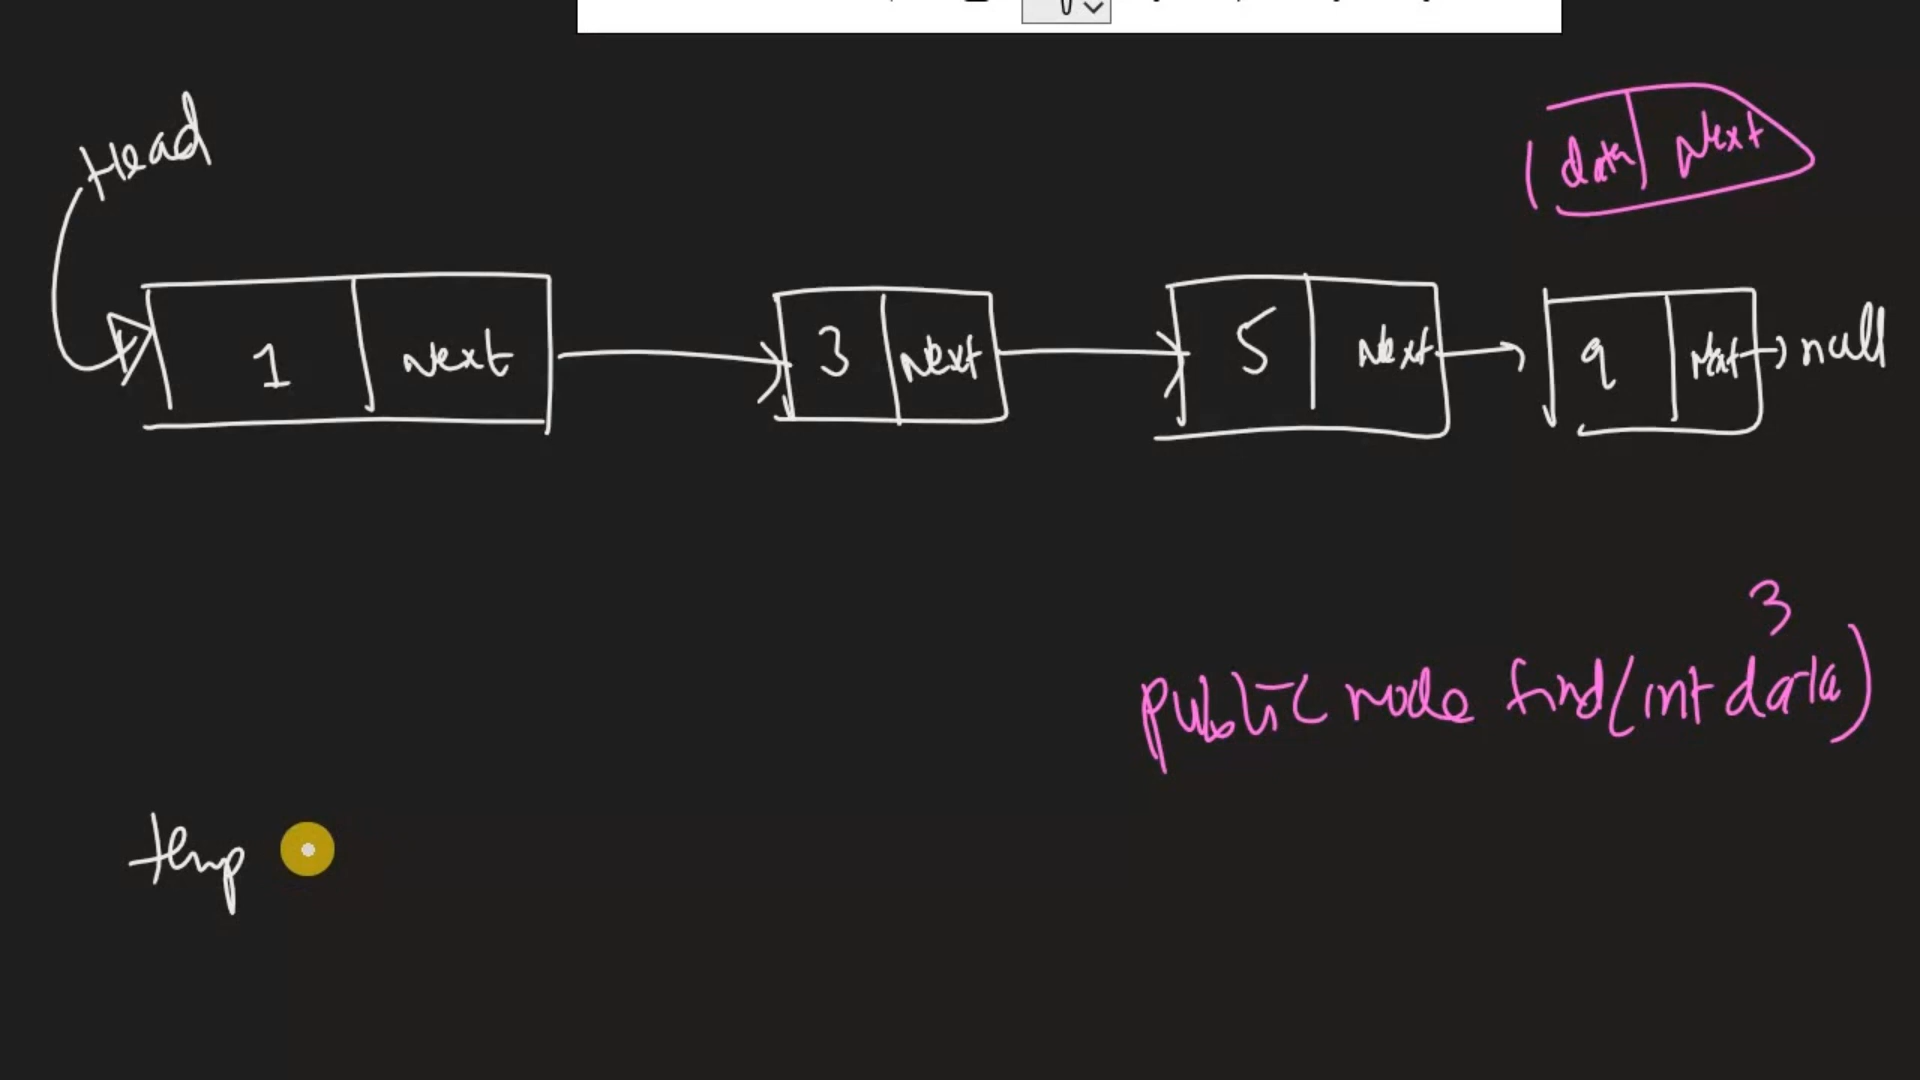 Head
data Next
1 Next 3 Next 5 Next 9 Next null
3
public node find(int data)
temp